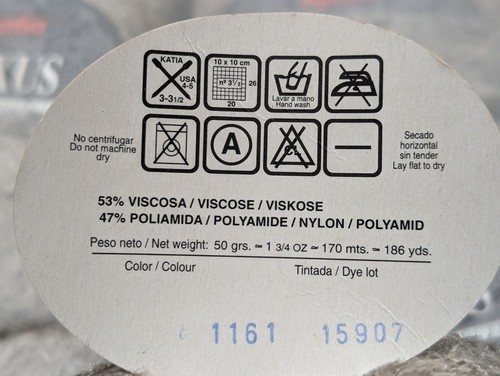 KATIA
USA
4-5
3-3 1/2
10 x 10 cm
nº 3 1/2
26
20
Lavar a mano
Hand wash
No centrifugar
Do not machine
dry
A
CL
Secado
horizontal
sin tender
Lay flat to dry
53% VISCOSA / VISCOSE / VISKOSE
47% POLIAMIDA / POLYAMIDE / NYLON / POLYAMID
Peso neto / Net weight: 50 grs. ≃ 1 3/4 OZ ≃ 170 mts. ≃ 186 yds.
Color / Colour Tintada / Dye lot
1161 15907